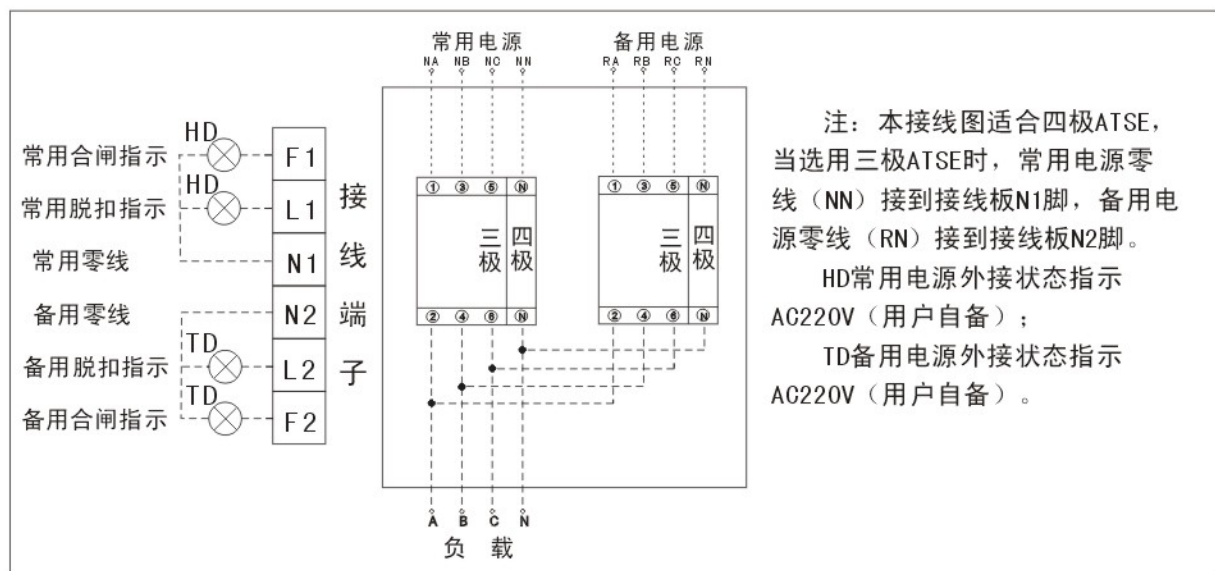 常用电源
NA NB NC NN
备用电源
RA RB RC RN
HD
常用合闸指示
F1
HD
常用脱扣指示
L1
常用零线
N1
备用零线
N2
TD
备用脱扣指示
L2
TD
备用合闸指示
F2
接线端子
① ③ ⑤ Ⓝ
三极
四极
② ④ ⑥ Ⓝ
① ③ ⑤ Ⓝ
三极
四极
② ④ ⑥ Ⓝ
A B C N
负载
注：本接线图适合四极ATSE，
当选用三极ATSE时，常用电源零
线（NN）接到接线板N1脚，备用电
源零线（RN）接到接线板N2脚。
HD常用电源外接状态指示
AC220V（用户自备）；
TD备用电源外接状态指示
AC220V（用户自备）。